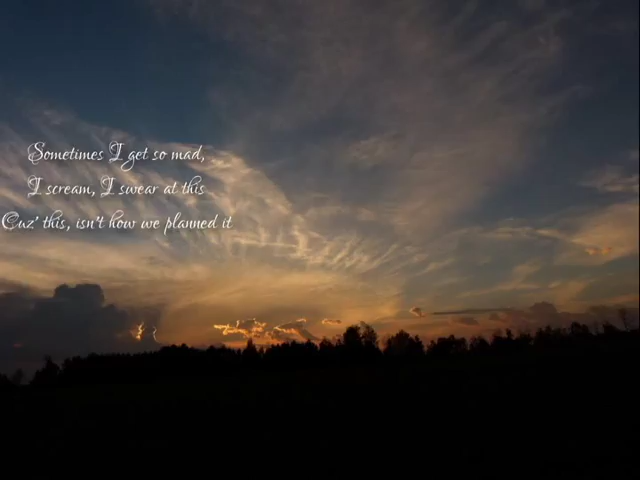 Sometimes I get so mad,
I scream, I swear at this
Cuz' this, isn't how we planned it